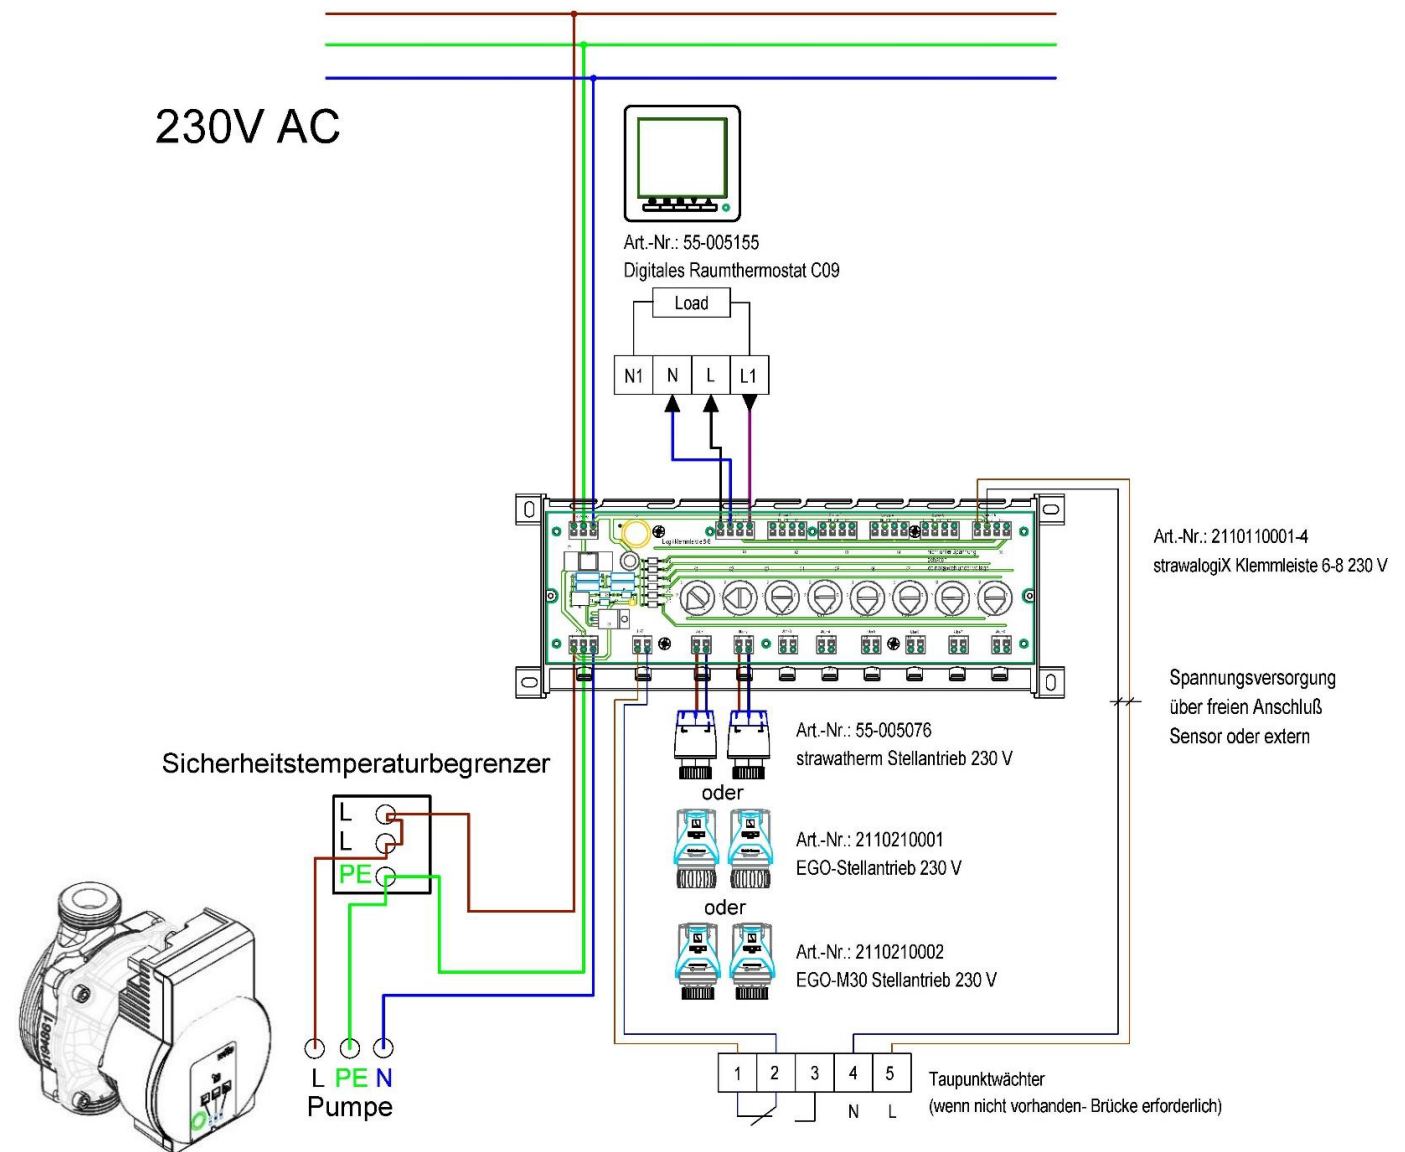 230V AC
Art.-Nr.: 55-005155
Digitales Raumthermostat C09
Load
N1 N L L1
Art.-Nr.: 2110110001-4
strawalogiX Klemmleiste 6-8 230 V
Spannungsversorgung
über freien Anschluß
Sensor oder extern
Art.-Nr.: 55-005076
strawatherm Stellantrieb 230 V
oder
Art.-Nr.: 2110210001
EGO-Stellantrieb 230 V
oder
Art.-Nr.: 2110210002
EGO-M30 Stellantrieb 230 V
Sicherheitstemperaturbegrenzer
L
L
PE
4194861
L PE N
Pumpe
1 2 3 4 5
N L
Taupunktwächter
(wenn nicht vorhanden- Brücke erforderlich)